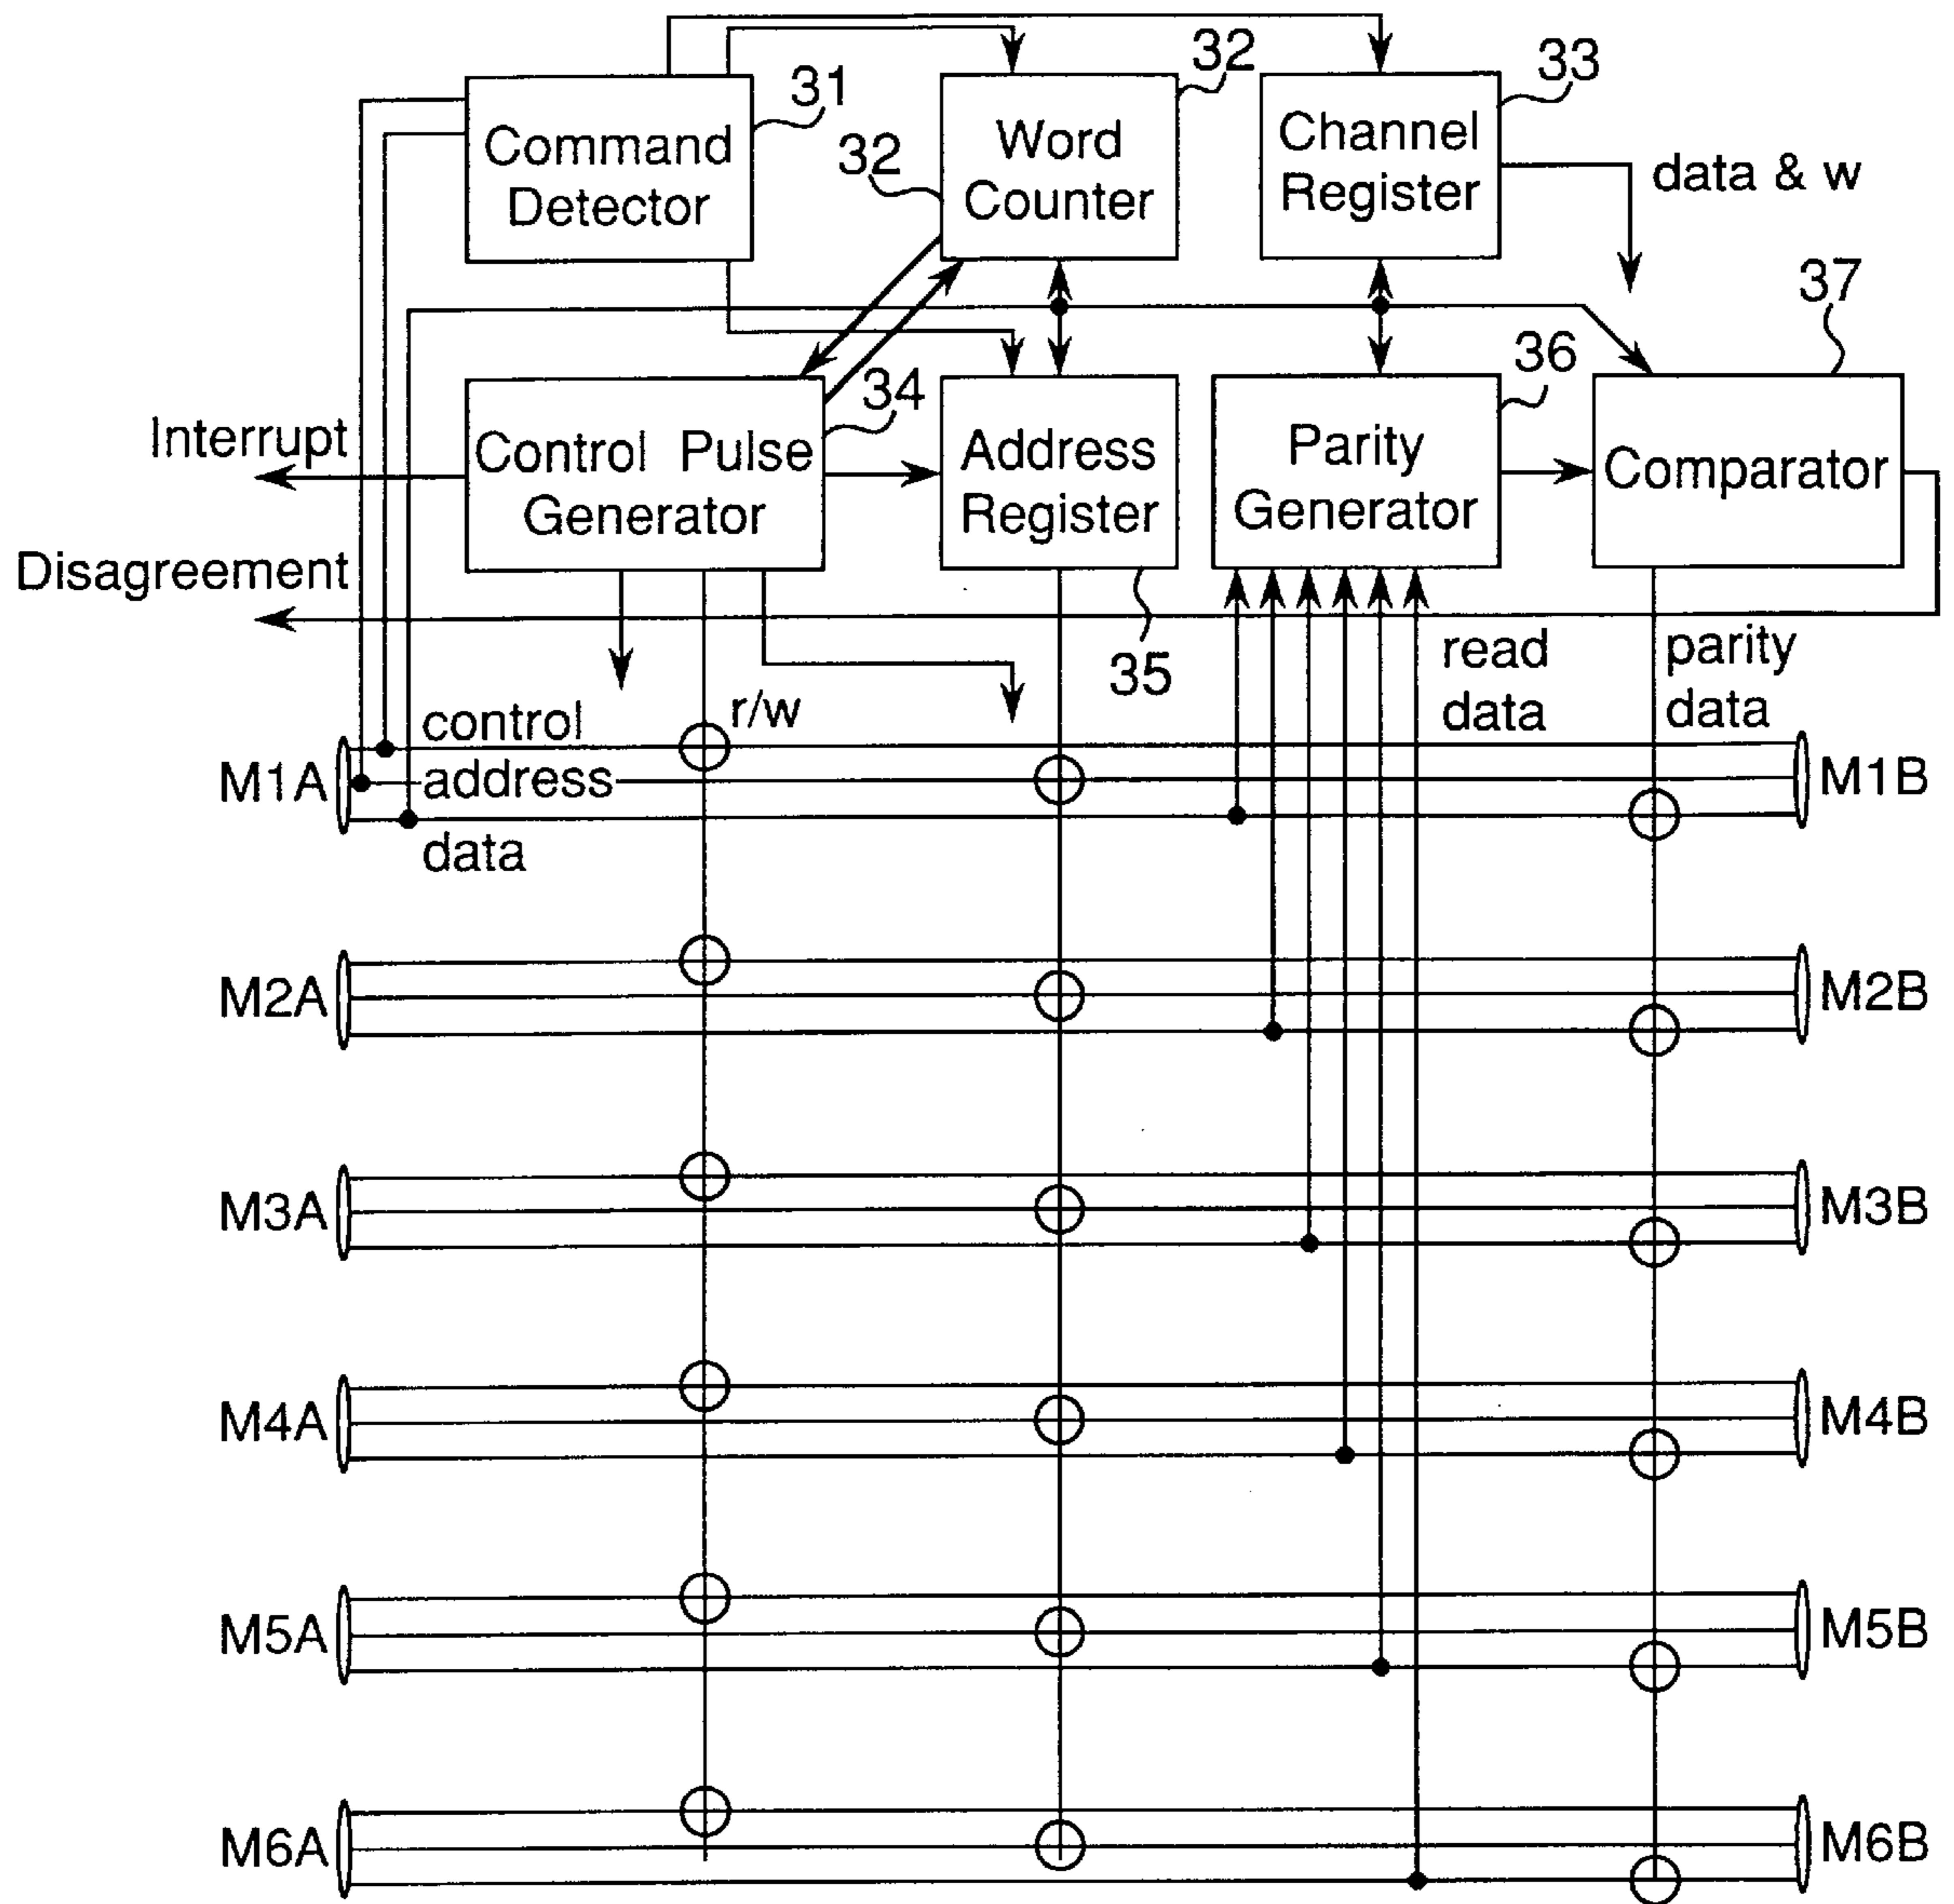 31
32
33
Command
Detector
32
Word
Counter
Channel
Register
data & w
37
36
34
Interrupt
Control Pulse
Generator
Address
Register
Parity
Generator
Comparator
Disagreement
35
read
data
parity
data
r/w
control
M1A
address
M1B
data
M2A
M2B
M3A
M3B
M4A
M4B
M5A
M5B
M6A
M6B